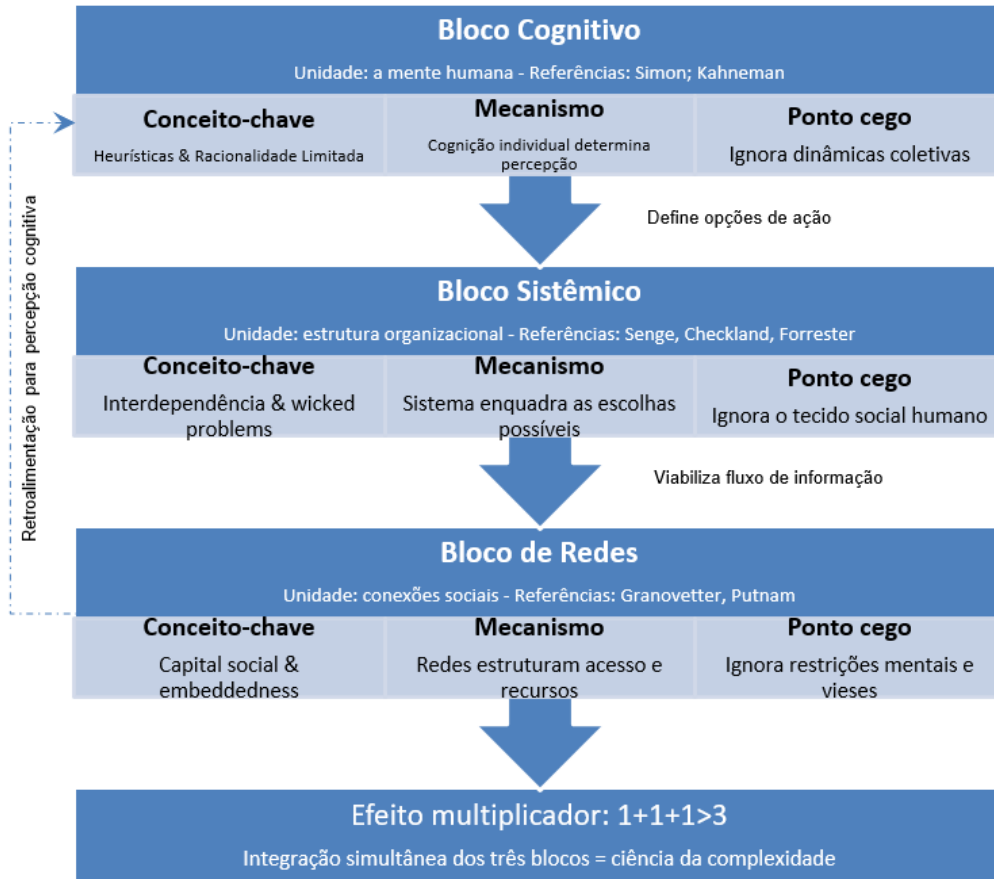 Bloco Cognitivo
Unidade: a mente humana - Referências: Simon; Kahneman
Conceito-chave
Heurísticas & Racionalidade Limitada
Mecanismo
Cognição individual determina
percepção
Ponto cego
Ignora dinâmicas coletivas
Define opções de ação
Bloco Sistêmico
Unidade: estrutura organizacional - Referências: Senge, Checkland, Forrester
Conceito-chave
Interdependência & wicked
problems
Mecanismo
Sistema enquadra as escolhas
possíveis
Ponto cego
Ignora o tecido social humano
Viabiliza fluxo de informação
Bloco de Redes
Unidade: conexões sociais - Referências: Granovetter, Putnam
Conceito-chave
Capital social &
embeddedness
Mecanismo
Redes estruturam acesso e
recursos
Ponto cego
Ignora restrições mentais e
vieses
Efeito multiplicador: 1+1+1>3
Integração simultânea dos três blocos = ciência da complexidade
Retroalimentação para percepção cognitiva